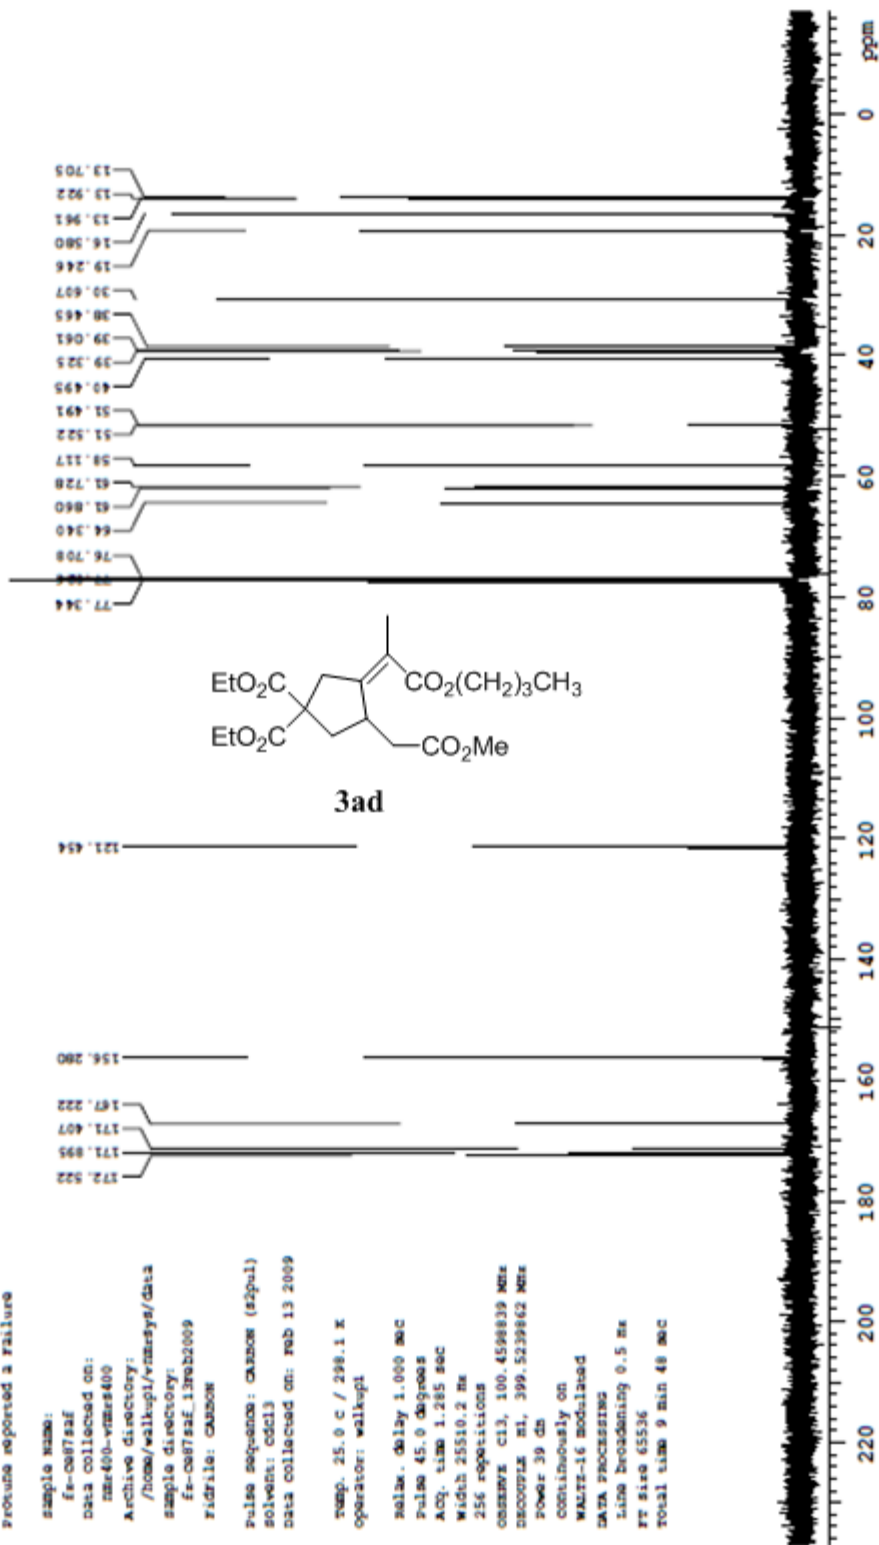 Protune reported a failure
Sample Name:
fz-ce87saf
Data Collected on:
nmr400-vnmrs400
Archive directory:
/home/walkup1/vnmrsys/data
Sample directory:
fz-ce87saf_13Feb2009
FidFile: CARBON
Pulse Sequence: CARBON (s2pul)
Solvent: cdcl3
Data collected on: Feb 13 2009
Temp. 25.0 C / 298.1 K
Operator: walkup1
Relax. delay 1.000 sec
Pulse 45.0 degrees
Acq. time 1.285 sec
Width 25510.2 Hz
256 repetitions
OBSERVE C13, 100.4598839 MHz
DECOUPLE H1, 399.5239862 MHz
Power 39 dB
continuously on
WALTZ-16 modulated
DATA PROCESSING
Line broadening 0.5 Hz
FT size 65536
Total time 9 min 48 sec
172.522
171.895
171.407
167.222
156.280
121.454
77.344
76.708
64.340
61.860
61.728
58.117
51.522
51.491
40.495
39.325
39.061
38.465
30.607
19.246
16.580
13.961
13.922
13.705
EtO2C
EtO2C
CO2(CH2)3CH3
CO2Me
3ad
220 200 180 160 140 120 100 80 60 40 20 0 ppm